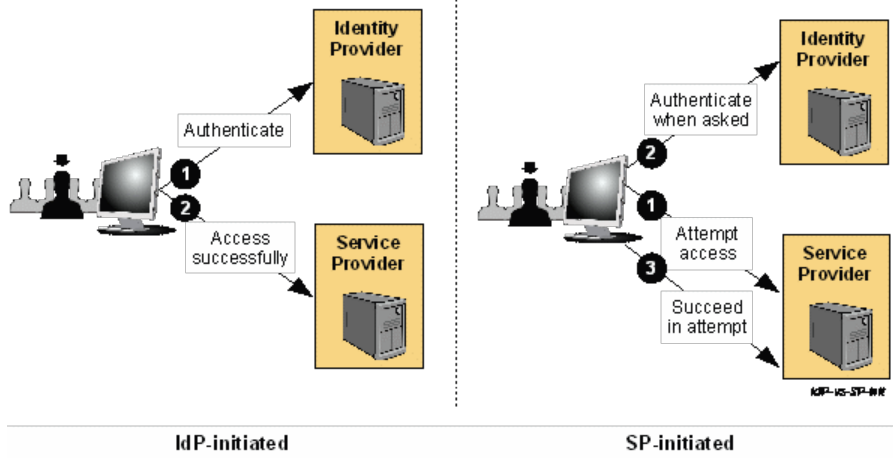 Identity
Provider
Authenticate
1
2
Access
successfully
Service
Provider
IdP-initiated
Identity
Provider
Authenticate
when asked
2
1
Attempt
access
3
Succeed
in attempt
Service
Provider
SP-initiated